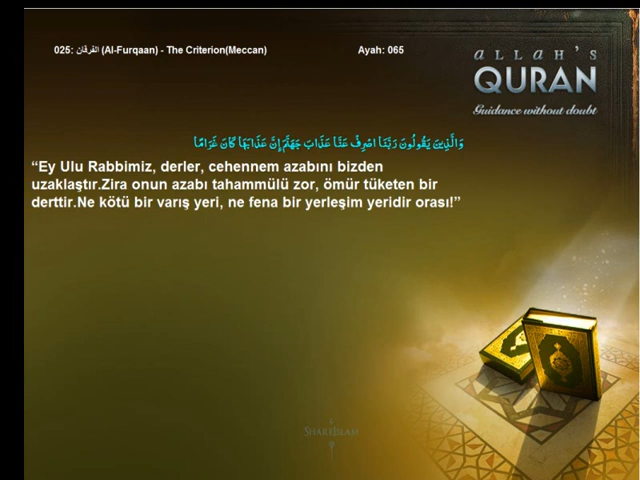 025: الفرقان (Al-Furqaan) - The Criterion(Meccan) Ayah: 065
ALLAH'S
QURAN
Guidance without doubt
وَالَّذِينَ يَقُولُونَ رَبَّنَا اصْرِفْ عَنَّا عَذَابَ جَهَنَّمَ إِنَّ عَذَابَهَا كَانَ غَرَامًا
“Ey Ulu Rabbimiz, derler, cehennem azabını bizden
uzaklaştır.Zira onun azabı tahammülü zor, ömür tüketen bir
derttir.Ne kötü bir varış yeri, ne fena bir yerleşim yeridir orası!”
SHAREISLAM